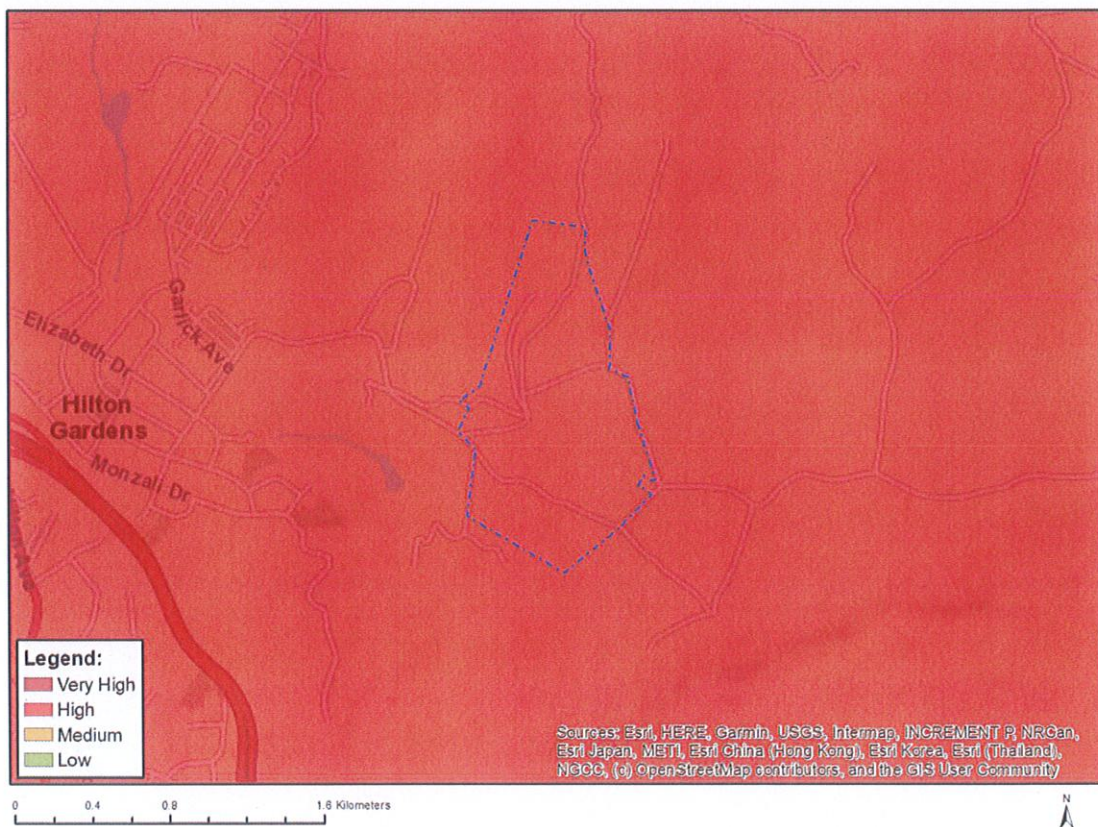 Garlick Ave
Elizabeth Dr
Hilton
Gardens
Monzali Dr
Ave
Legend:
Very High
High
Medium
Low
Sources: Esri, HERE, Garmin, USGS, Intermap, INCREMENT P, NRCan,
Esri Japan, METI, Esri China (Hong Kong), Esri Korea, Esri (Thailand),
NGCC, (c) OpenStreetMap contributors, and the GIS User Community
0 0.4 0.8 1.6 Kilometers
N